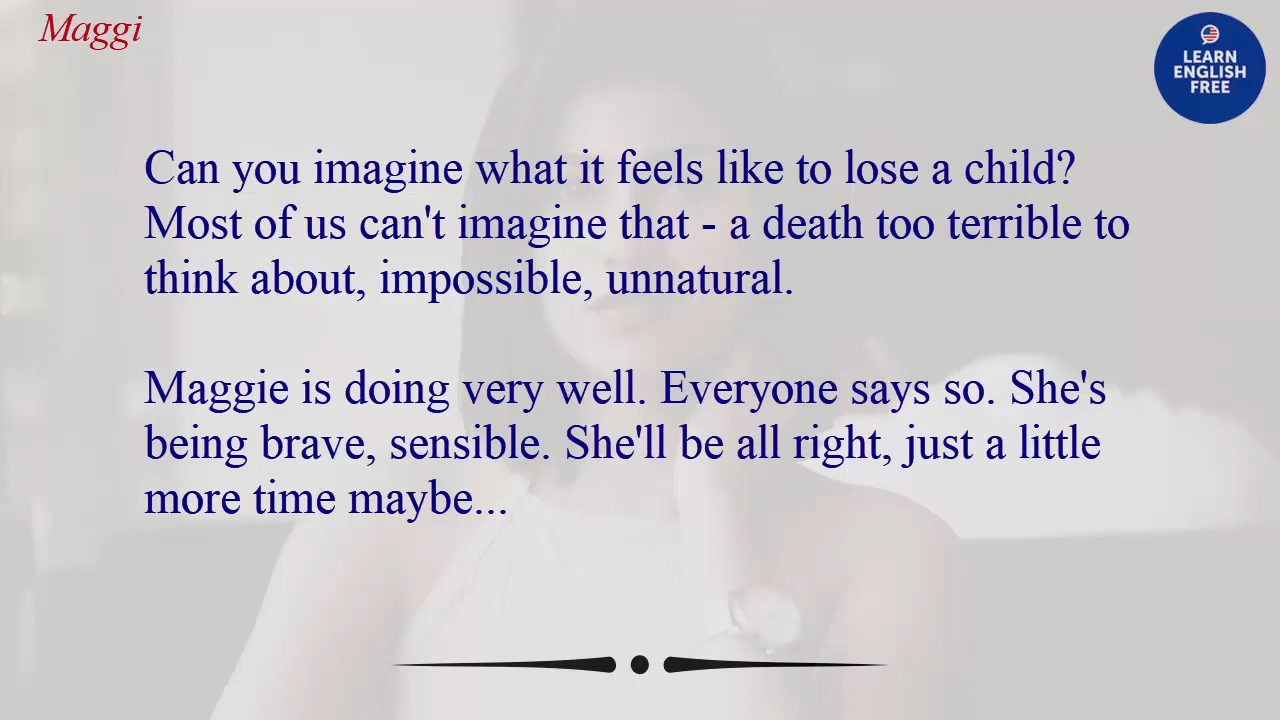 Maggi
LEARN
ENGLISH
FREE
Can you imagine what it feels like to lose a child?
Most of us can't imagine that - a death too terrible to
think about, impossible, unnatural.
Maggie is doing very well. Everyone says so. She's
being brave, sensible. She'll be all right, just a little
more time maybe...